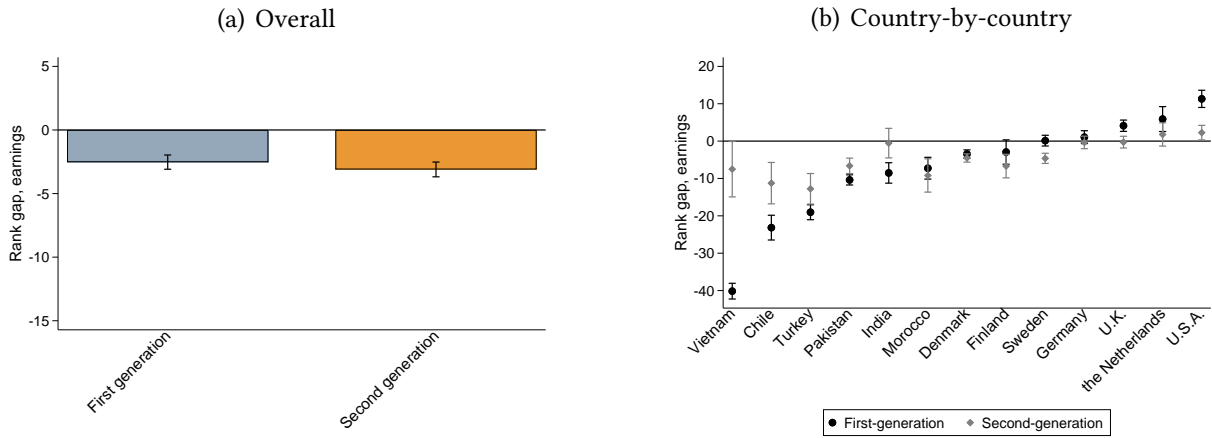 (a) Overall
5
0
-5
-10
-15
Rank gap, earnings
First generation
Second generation
(b) Country-by-country
20
10
0
-10
-20
-30
-40
Rank gap, earnings
Vietnam
Chile
Turkey
Pakistan
India
Morocco
Denmark
Finland
Sweden
Germany
U.K.
the Netherlands
U.S.A.
First-generation
Second-generation